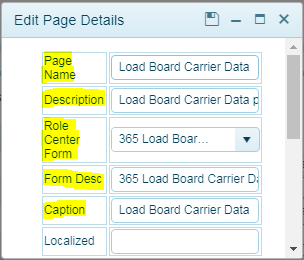 Edit Page Details
Page
Name
Load Board Carrier Data
Description
Load Board Carrier Data p
Role
Center
Form
365 Load Boar...
Form Desc
365 Load Board Carrier Da
Caption
Load Board Carrier Data
Localized